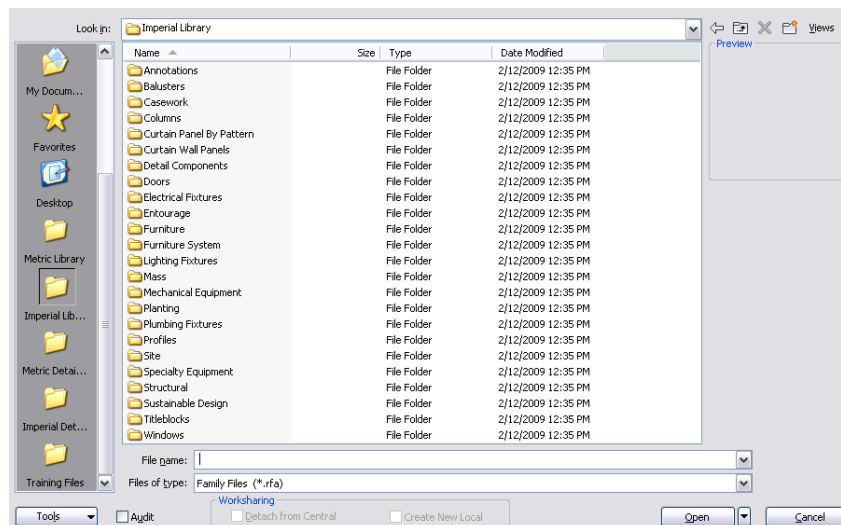 Look in: Imperial Library Views
Preview
Name Size Type Date Modified
Annotations File Folder 2/12/2009 12:35 PM
Balusters File Folder 2/12/2009 12:35 PM
Casework File Folder 2/12/2009 12:35 PM
Columns File Folder 2/12/2009 12:35 PM
Curtain Panel By Pattern File Folder 2/12/2009 12:35 PM
Curtain Wall Panels File Folder 2/12/2009 12:35 PM
Detail Components File Folder 2/12/2009 12:35 PM
Doors File Folder 2/12/2009 12:35 PM
Electrical Fixtures File Folder 2/12/2009 12:35 PM
Entourage File Folder 2/12/2009 12:35 PM
Furniture File Folder 2/12/2009 12:35 PM
Furniture System File Folder 2/12/2009 12:35 PM
Lighting Fixtures File Folder 2/12/2009 12:35 PM
Mass File Folder 2/12/2009 12:35 PM
Mechanical Equipment File Folder 2/12/2009 12:35 PM
Planting File Folder 2/12/2009 12:35 PM
Plumbing Fixtures File Folder 2/12/2009 12:35 PM
Profiles File Folder 2/12/2009 12:35 PM
Site File Folder 2/12/2009 12:35 PM
Specialty Equipment File Folder 2/12/2009 12:35 PM
Structural File Folder 2/12/2009 12:35 PM
Sustainable Design File Folder 2/12/2009 12:35 PM
Titleblocks File Folder 2/12/2009 12:35 PM
Windows File Folder 2/12/2009 12:35 PM
My Docum...
Favorites
Desktop
Metric Library
Imperial Lib...
Metric Detai...
Imperial Det...
Training Files
File name:
Files of type: Family Files (*.rfa)
Worksharing
Tools Audit Detach from Central Create New Local Open Cancel